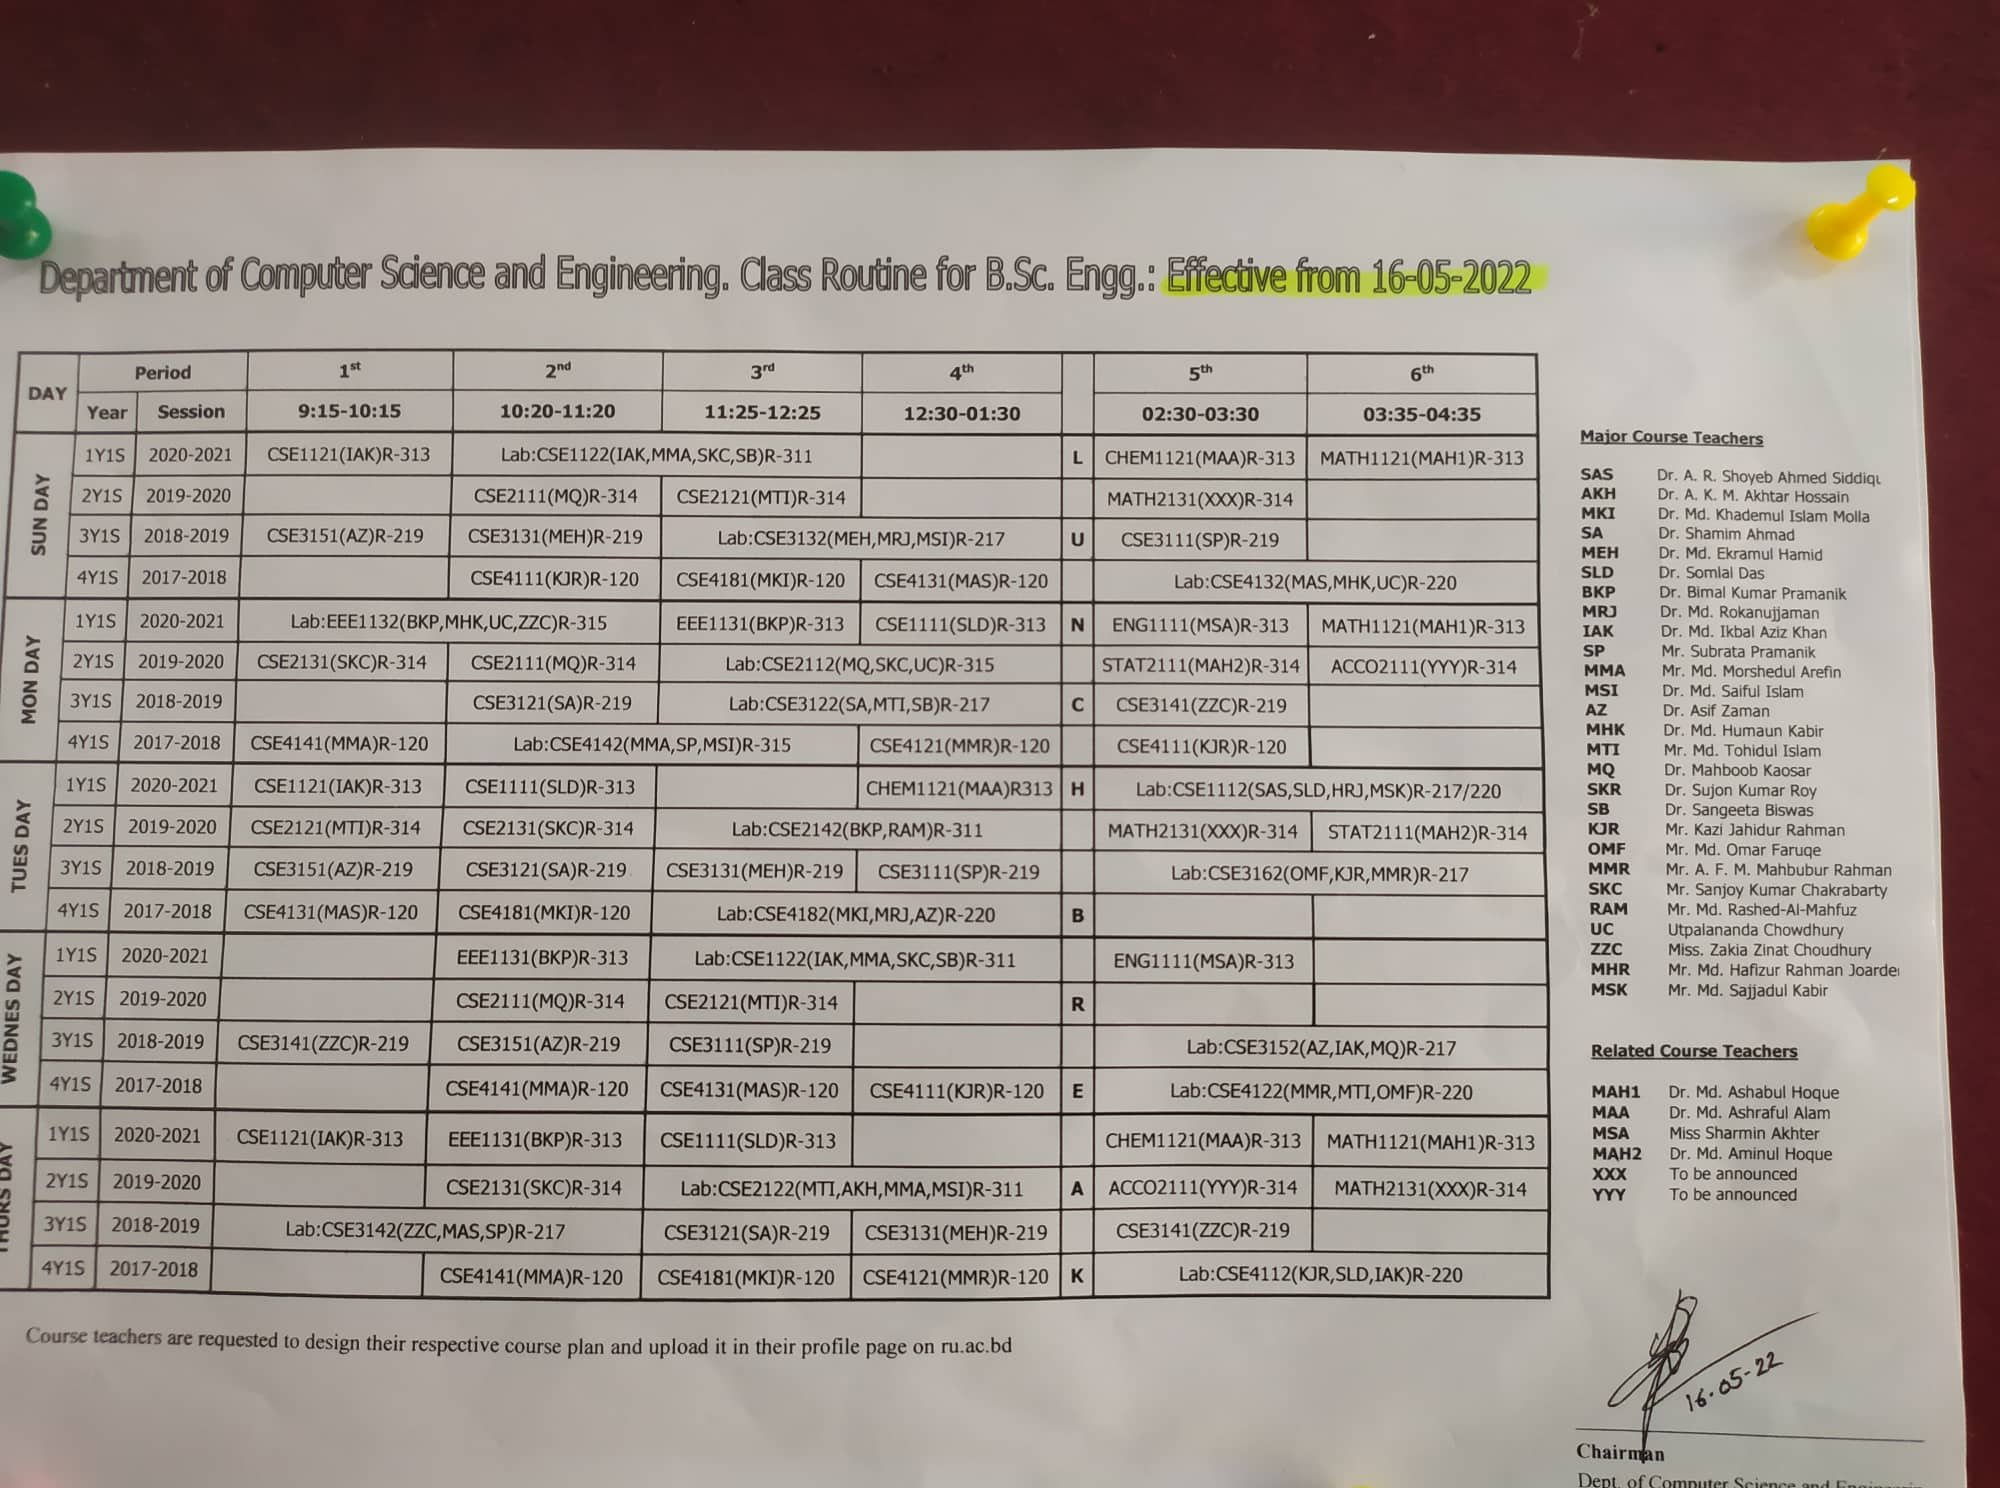 Department of Computer Science and Engineering. Class Routine for B.Sc. Engg.: Effective from 16-05-2022
DAY Period 1st 2nd 3rd 4th 5th 6th
Year Session 9:15-10:15 10:20-11:20 11:25-12:25 12:30-01:30 02:30-03:30 03:35-04:35
SUN DAY
1Y1S 2020-2021 CSE1121(IAK)R-313 Lab:CSE1122(IAK,MMA,SKC,SB)R-311 L CHEM1121(MAA)R-313 MATH1121(MAH1)R-313
2Y1S 2019-2020 CSE2111(MQ)R-314 CSE2121(MTI)R-314 MATH2131(XXX)R-314
3Y1S 2018-2019 CSE3151(AZ)R-219 CSE3131(MEH)R-219 Lab:CSE3132(MEH,MRJ,MSI)R-217 U CSE3111(SP)R-219
4Y1S 2017-2018 CSE4111(KJR)R-120 CSE4181(MKI)R-120 CSE4131(MAS)R-120 Lab:CSE4132(MAS,MHK,UC)R-220
MON DAY
1Y1S 2020-2021 Lab:EEE1132(BKP,MHK,UC,ZZC)R-315 EEE1131(BKP)R-313 CSE1111(SLD)R-313 N ENG1111(MSA)R-313 MATH1121(MAH1)R-313
2Y1S 2019-2020 CSE2131(SKC)R-314 CSE2111(MQ)R-314 Lab:CSE2112(MQ,SKC,UC)R-315 STAT2111(MAH2)R-314 ACCO2111(YYY)R-314
3Y1S 2018-2019 CSE3121(SA)R-219 Lab:CSE3122(SA,MTI,SB)R-217 C CSE3141(ZZC)R-219
4Y1S 2017-2018 CSE4141(MMA)R-120 Lab:CSE4142(MMA,SP,MSI)R-315 CSE4121(MMR)R-120 CSE4111(KJR)R-120
TUES DAY
1Y1S 2020-2021 CSE1121(IAK)R-313 CSE1111(SLD)R-313 CHEM1121(MAA)R313 H Lab:CSE1112(SAS,SLD,HRJ,MSK)R-217/220
2Y1S 2019-2020 CSE2121(MTI)R-314 CSE2131(SKC)R-314 Lab:CSE2142(BKP,RAM)R-311 MATH2131(XXX)R-314 STAT2111(MAH2)R-314
3Y1S 2018-2019 CSE3151(AZ)R-219 CSE3121(SA)R-219 CSE3131(MEH)R-219 CSE3111(SP)R-219 Lab:CSE3162(OMF,KJR,MMR)R-217
4Y1S 2017-2018 CSE4131(MAS)R-120 CSE4181(MKI)R-120 Lab:CSE4182(MKI,MRJ,AZ)R-220 B
WEDNES DAY
1Y1S 2020-2021 EEE1131(BKP)R-313 Lab:CSE1122(IAK,MMA,SKC,SB)R-311 ENG1111(MSA)R-313
2Y1S 2019-2020 CSE2111(MQ)R-314 CSE2121(MTI)R-314 R
3Y1S 2018-2019 CSE3141(ZZC)R-219 CSE3151(AZ)R-219 CSE3111(SP)R-219 Lab:CSE3152(AZ,IAK,MQ)R-217
4Y1S 2017-2018 CSE4141(MMA)R-120 CSE4131(MAS)R-120 CSE4111(KJR)R-120 E Lab:CSE4122(MMR,MTI,OMF)R-220
THURS DAY
1Y1S 2020-2021 CSE1121(IAK)R-313 EEE1131(BKP)R-313 CSE1111(SLD)R-313 CHEM1121(MAA)R-313 MATH1121(MAH1)R-313
2Y1S 2019-2020 CSE2131(SKC)R-314 Lab:CSE2122(MTI,AKH,MMA,MSI)R-311 A ACCO2111(YYY)R-314 MATH2131(XXX)R-314
3Y1S 2018-2019 Lab:CSE3142(ZZC,MAS,SP)R-217 CSE3121(SA)R-219 CSE3131(MEH)R-219 CSE3141(ZZC)R-219
4Y1S 2017-2018 CSE4141(MMA)R-120 CSE4181(MKI)R-120 CSE4121(MMR)R-120 K Lab:CSE4112(KJR,SLD,IAK)R-220
Course teachers are requested to design their respective course plan and upload it in their profile page on ru.ac.bd
Major Course Teachers
SAS Dr. A. R. Shoyeb Ahmed
AKH Dr. A. K. M. Akhtar Hossain
MKI Dr. Md. Khademul Islam Molla
SA Dr. Shamim Ahmad
MEH Dr. Md. Ekramul Hamid
SLD Dr. Somlal Das
BKP Dr. Bimal Kumar Pramanik
MRJ Dr. Md. Rokanujjaman
IAK Dr. Md. Ikbal Aziz Khan
SP Mr. Subrata Pramanik
MMA Mr. Md. Morshedul Arefin
MSI Dr. Md. Saiful Islam
AZ Dr. Asif Zaman
MHK Dr. Md. Humaun Kabir
MTI Mr. Md. Tohidul Islam
MQ Dr. Mahboob Kaosar
SKR Dr. Sujon Kumar Roy
SB Dr. Sangeeta Biswas
KJR Mr. Kazi Jahidur Rahman
OMF Mr. Md. Omar Faruqe
MMR Mr. A. F. M. Mahbubur Rahman
SKC Mr. Sanjoy Kumar Chakrabarty
RAM Mr. Md. Rashed-Al-Mahfuz
UC Utpalananda Chowdhury
ZZC Miss. Zakia Zinat Choudhury
MHR Mr. Md. Hafizur Rahman
MSK Mr. Md. Sajjadul Kabir
Related Course Teachers
MAH1 Dr. Md. Ashabul Hoque
MAA Dr. Md. Ashraful Alam
MSA Miss Sharmin Akhter
MAH2 Dr. Md. Aminul Hoque
XXX To be announced
YYY To be announced
16-05-22
Chairman
Dept. of Computer Science and